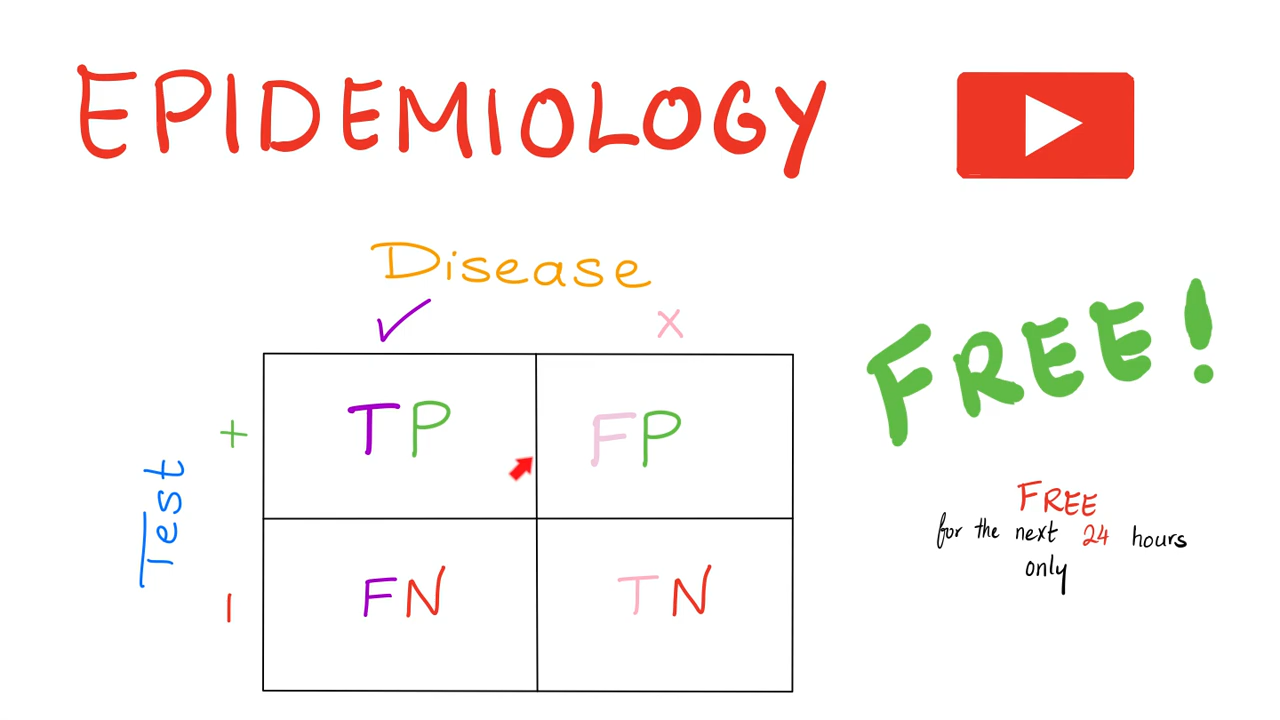 EPIDEMIOLOGY
Disease
✓ x
Test
+ TP FP
- FN TN
FREE!
FREE
for the next 24 hours
only